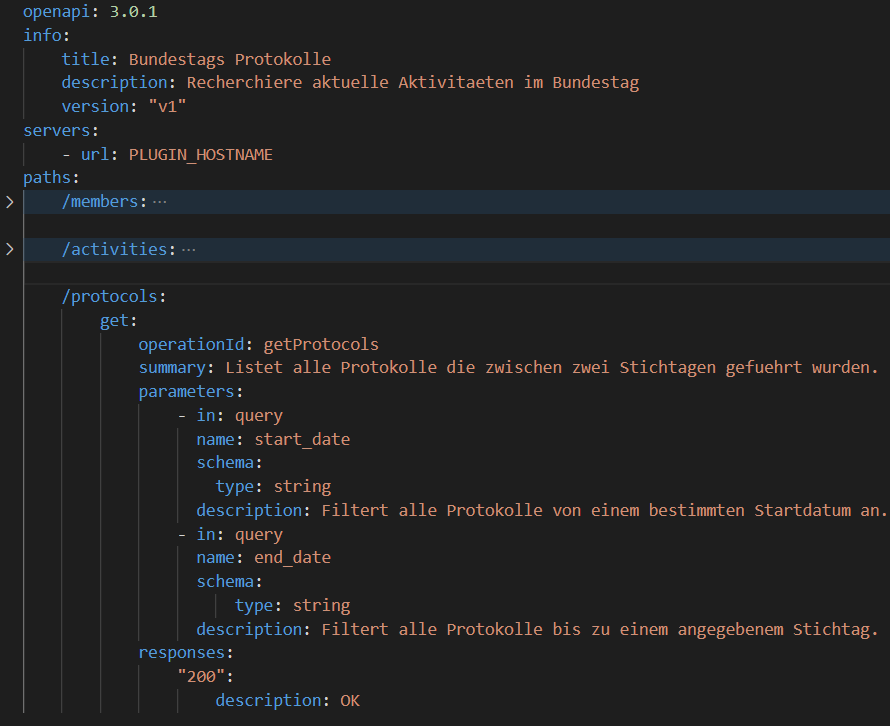 openapi: 3.0.1
info:
    title: Bundestags Protokolle
    description: Recherchiere aktuelle Aktivitaeten im Bundestag
    version: "v1"
servers:
    - url: PLUGIN_HOSTNAME
paths:
    /members: ···
    /activities: ···
    /protocols:
        get:
            operationId: getProtocols
            summary: Listet alle Protokolle die zwischen zwei Stichtagen gefuehrt wurden.
            parameters:
                - in: query
                  name: start_date
                  schema:
                    type: string
                  description: Filtert alle Protokolle von einem bestimmten Startdatum an.
                - in: query
                  name: end_date
                  schema:
                      type: string
                  description: Filtert alle Protokolle bis zu einem angegebenem Stichtag.
            responses:
                "200":
                    description: OK